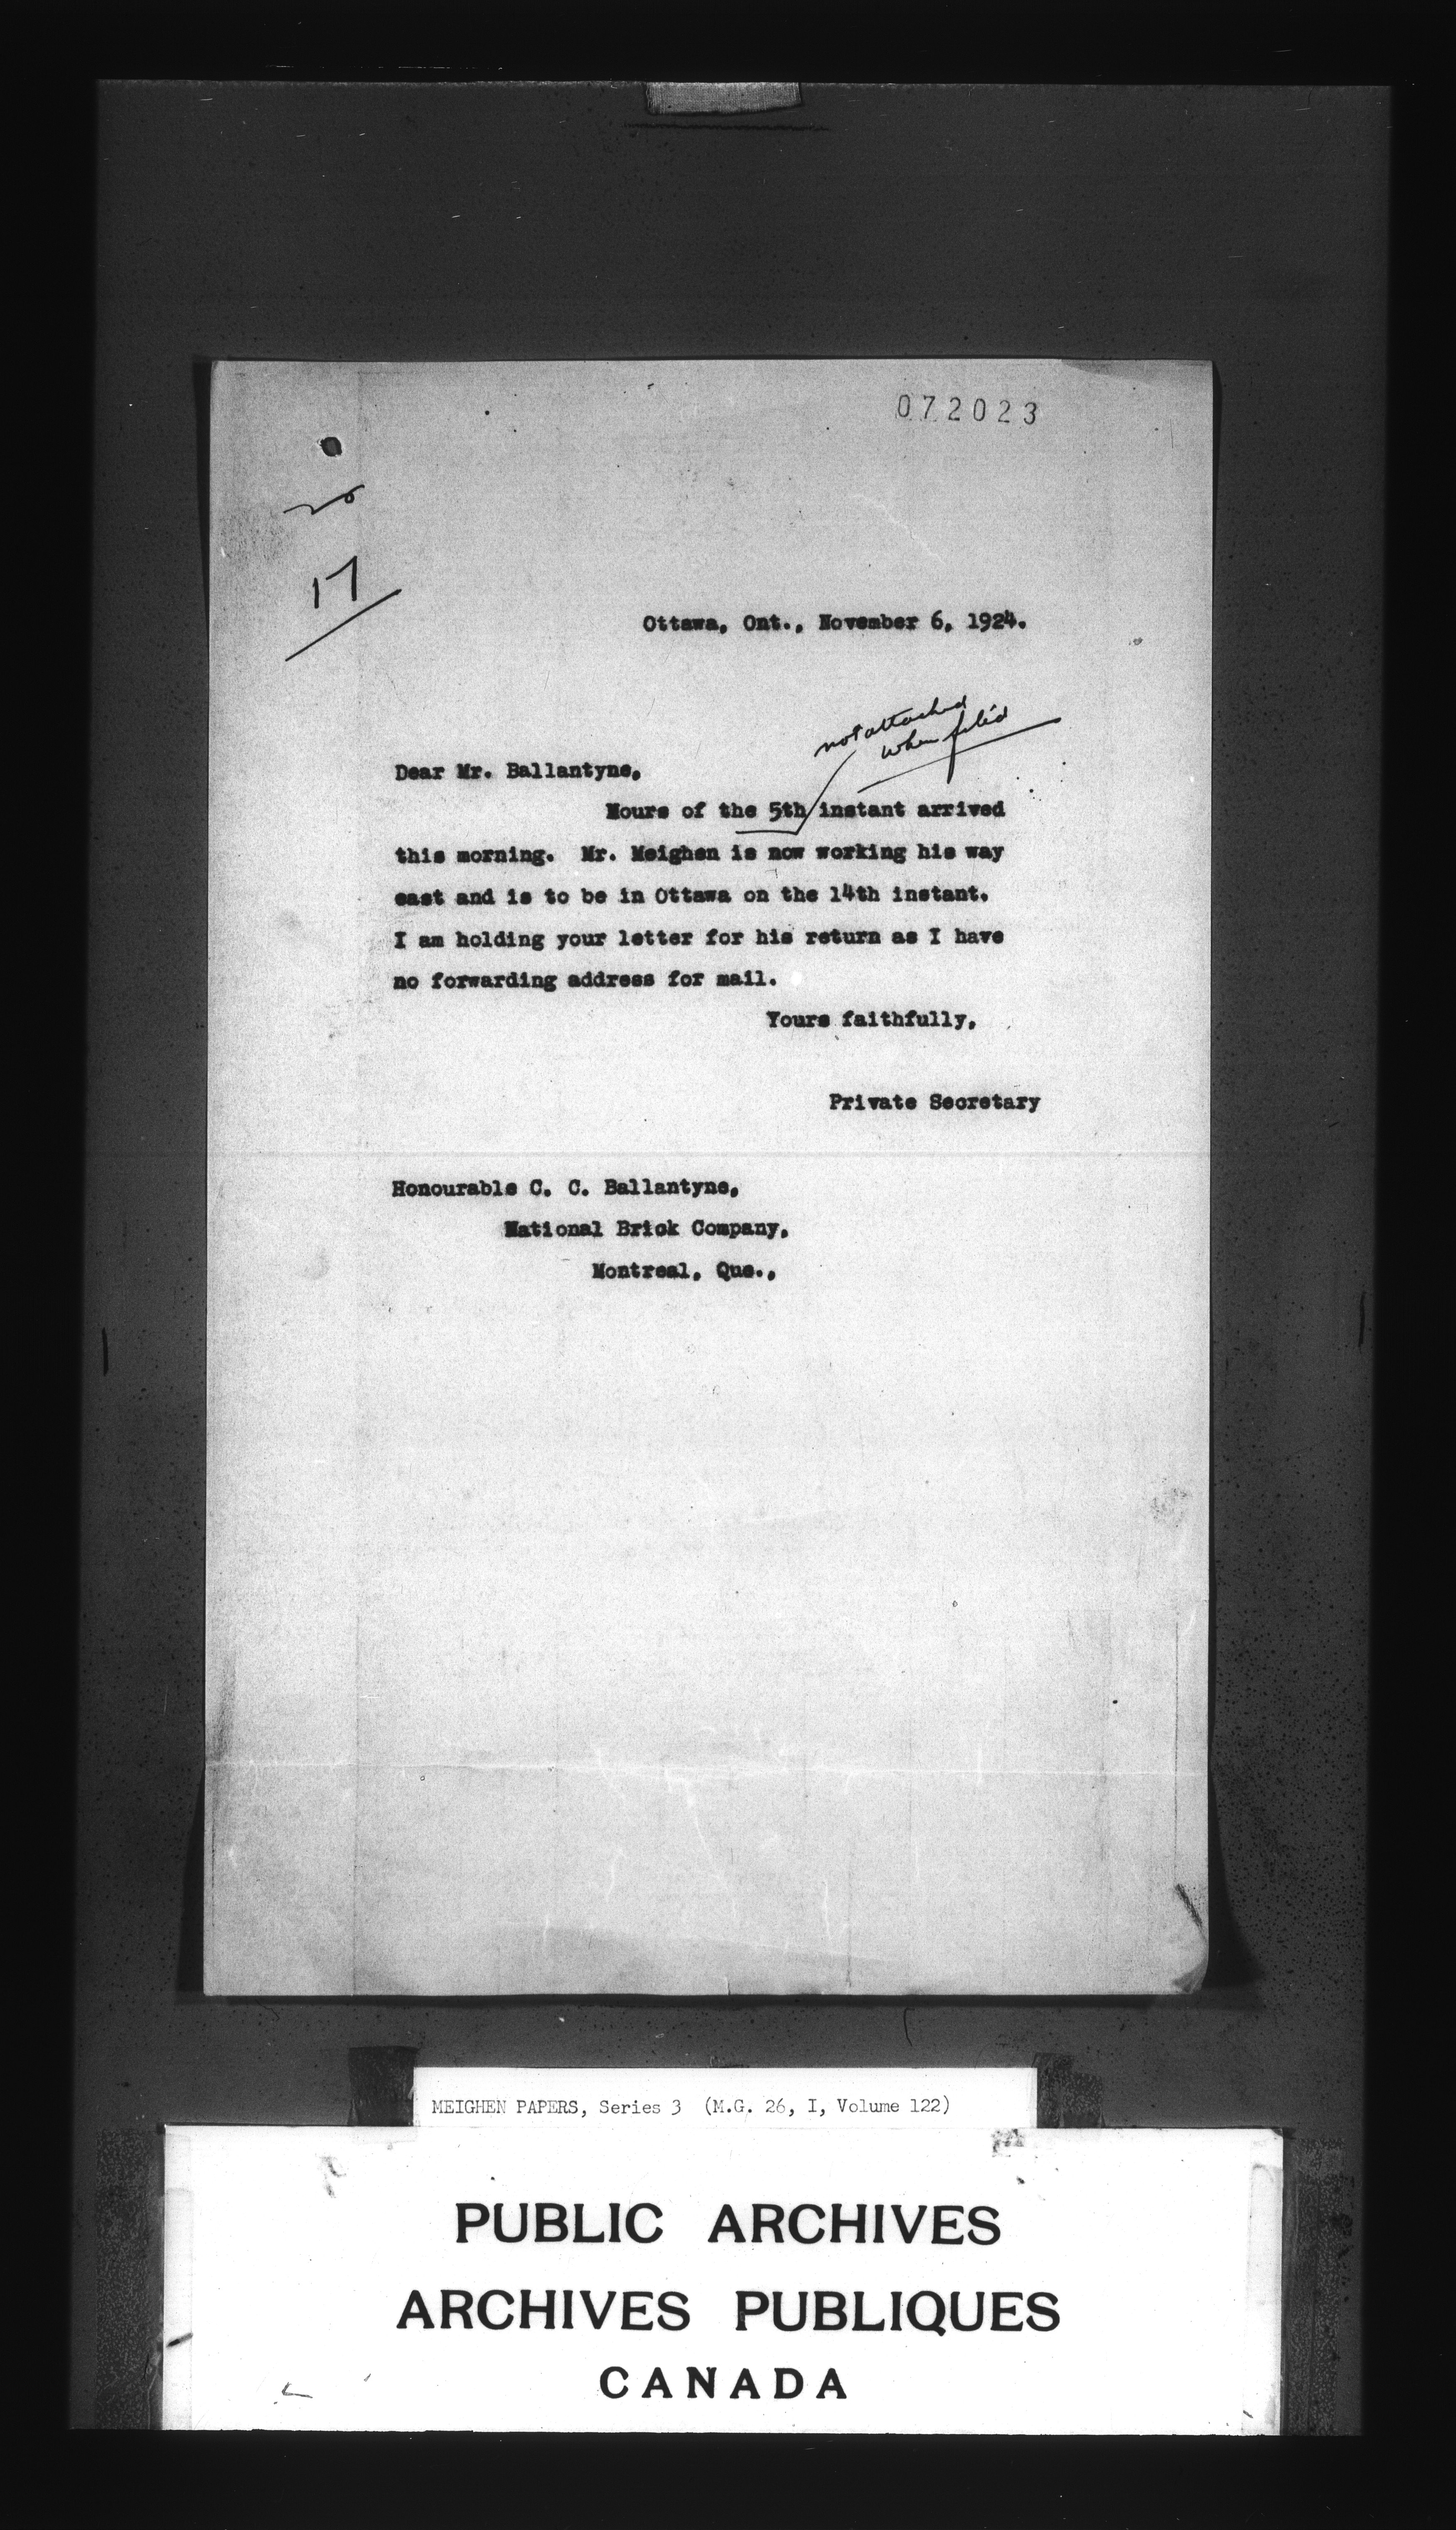 072023
20
17
Ottawa, Ont., November 6, 1924.
not attached
when filed
Dear Mr. Ballantyne,
Yours of the 5th instant arrived
this morning. Mr. Meighen is now working his way
east and is to be in Ottawa on the 14th instant.
I am holding your letter for his return as I have
no forwarding address for mail.
Yours faithfully,
Private Secretary
Honourable C. C. Ballantyne,
National Brick Company,
Montreal, Que.,
MEIGHEN PAPERS, Series 3 (M.G. 26, I, Volume 122)
PUBLIC ARCHIVES
ARCHIVES PUBLIQUES
CANADA